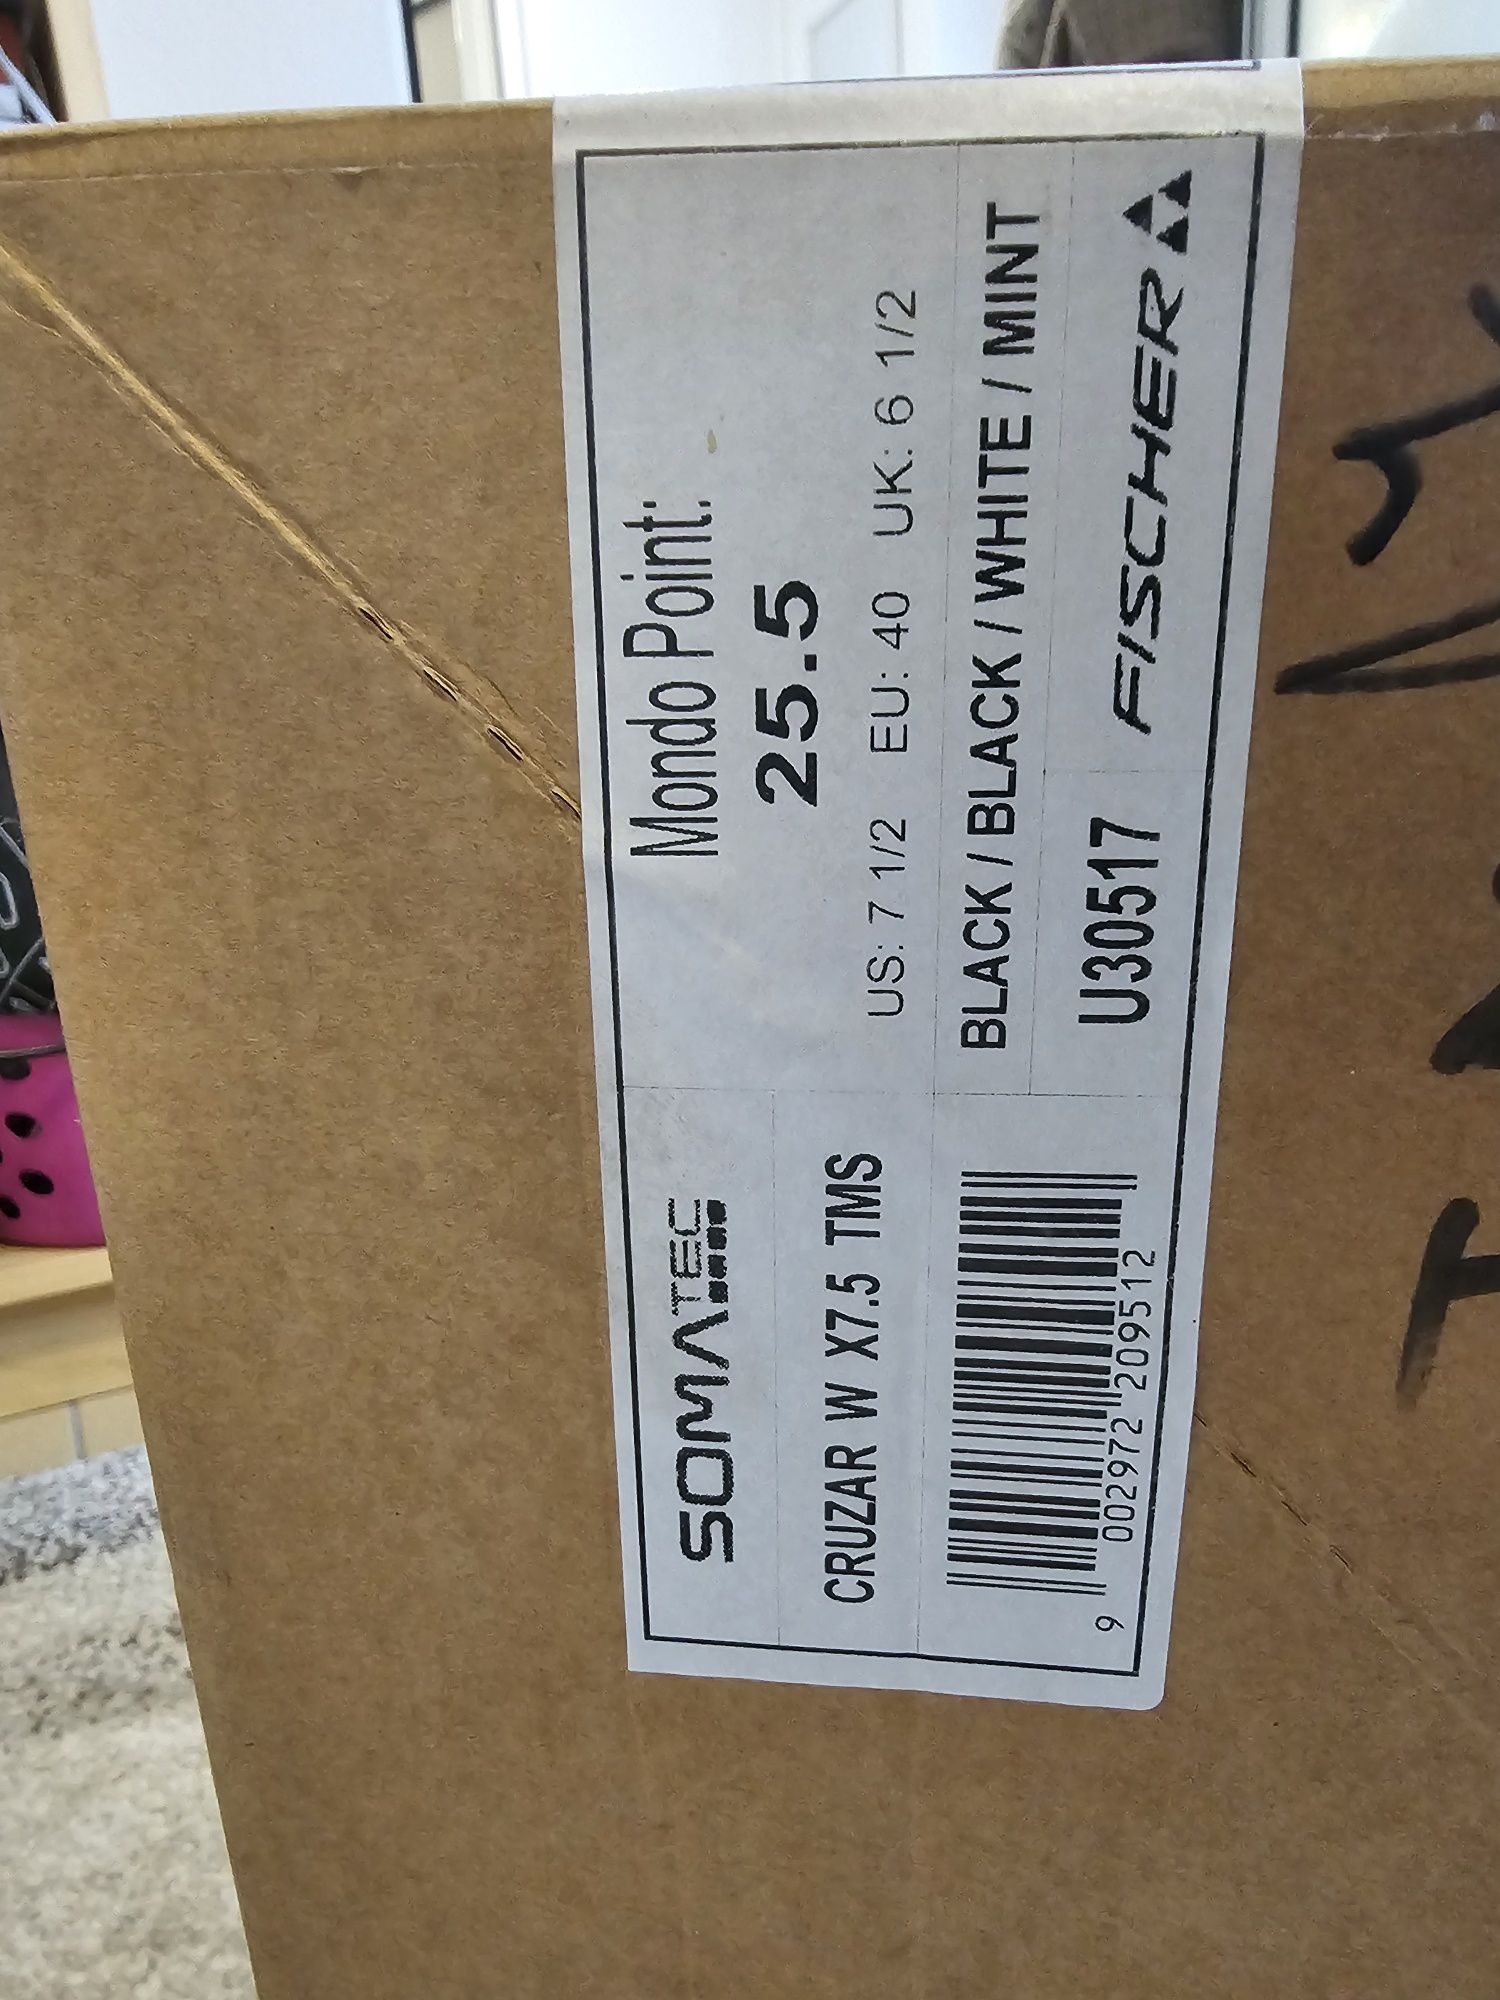 SOMATEC
CRUZAR W X7.5 TMS
9 002972 209512
Mondo Point:
25.5
US: 7 1/2 EU: 40 UK: 6 1/2
BLACK / BLACK / WHITE / MINT
U30517
FISCHER